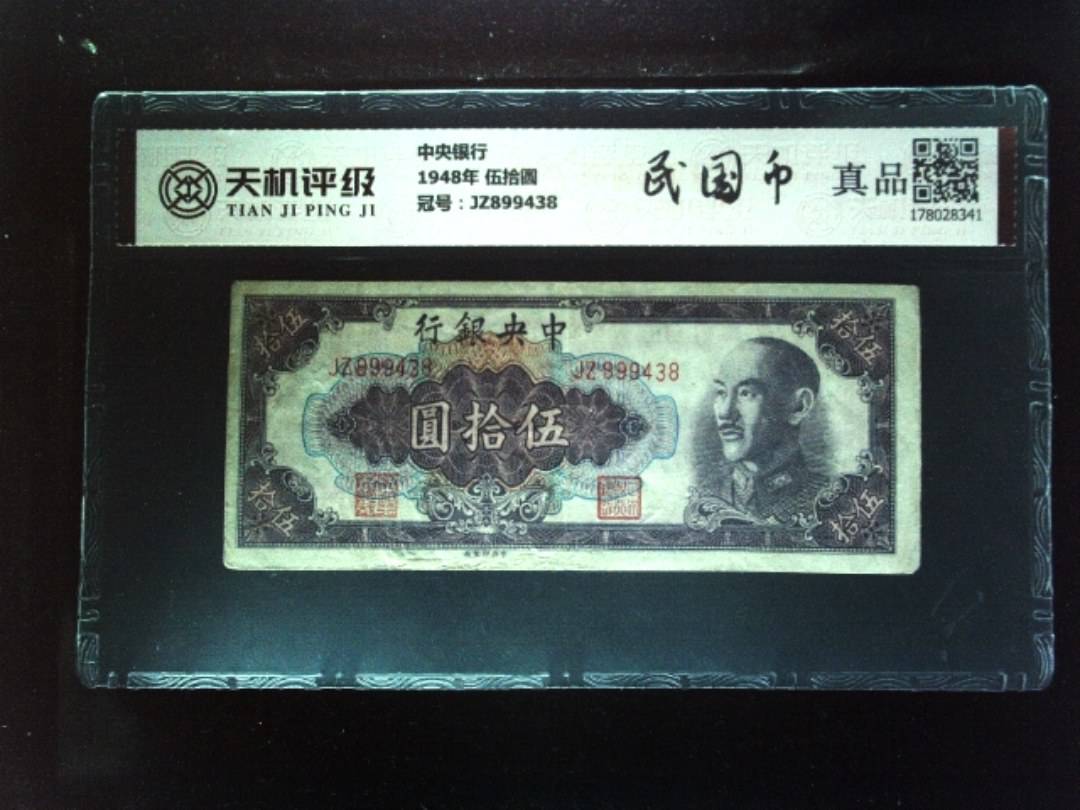 天机评级
TIAN JI PING JI
中央银行
1948年 伍拾圆
冠号：JZ899438
民国币
真品
178028341
行銀央中
JZ899438 JZ899438
圓拾伍
拾伍
拾伍
拾伍
拾伍